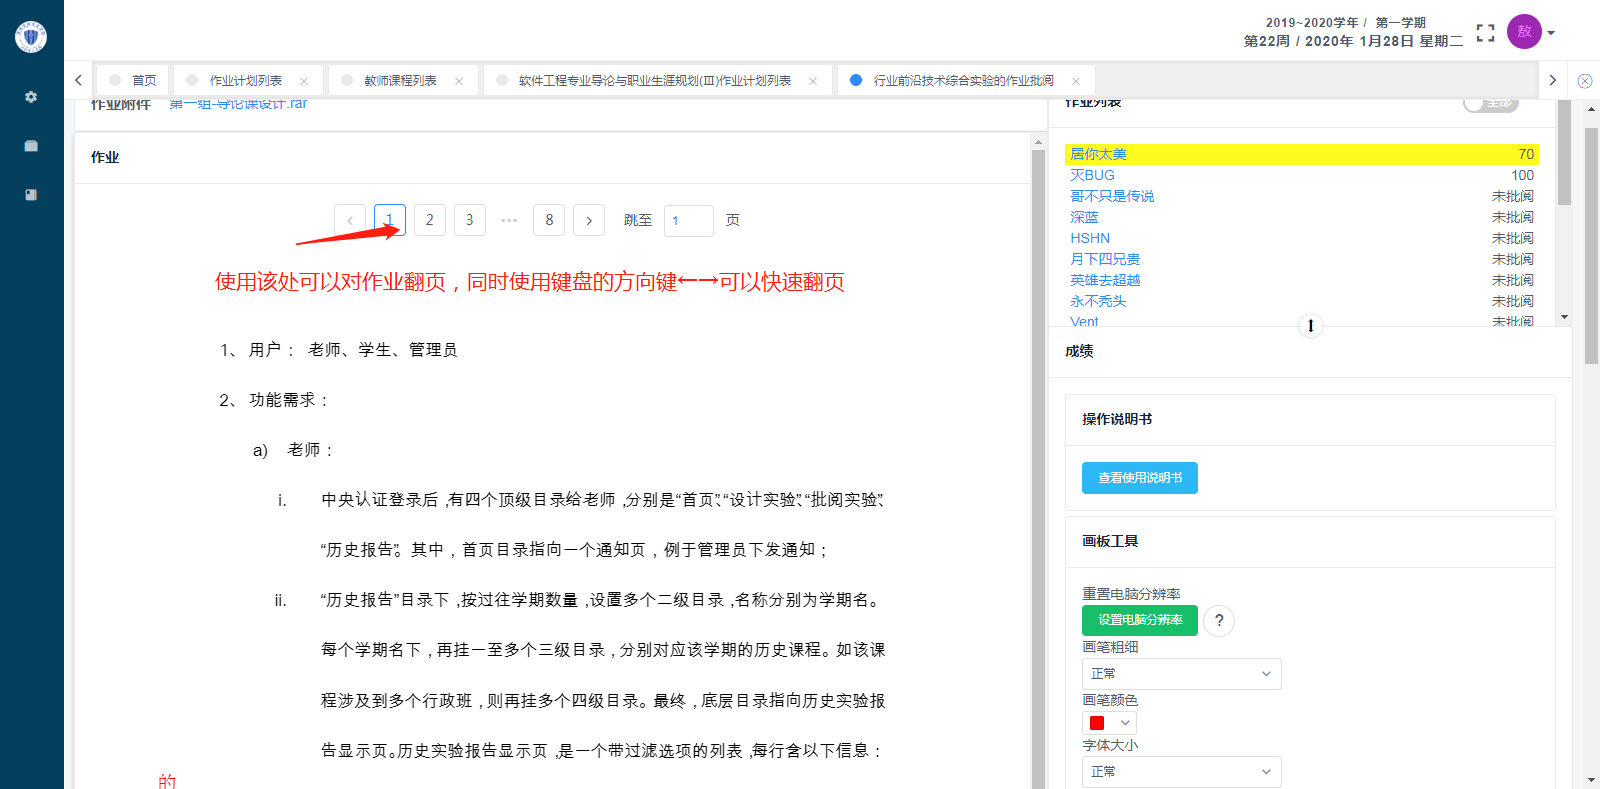 2019~2020学年 / 第一学期
第22周 / 2020年 1月28日 星期二
敖
首页
作业计划列表
教师课程列表
软件工程专业导论与职业生涯规划(Ⅲ)作业计划列表
行业前沿技术综合实验的作业批阅
作业附件 第一组-导论课设计.rar
作业
1 2 3 ••• 8 跳至 1 页
使用该处可以对作业翻页，同时使用键盘的方向键←→可以快速翻页
1、 用户： 老师、学生、管理员
2、 功能需求：
a) 老师：
i. 中央认证登录后，有四个顶级目录给老师，分别是“首页”、“设计实验”、“批阅实验”、
“历史报告”。其中，首页目录指向一个通知页，例于管理员下发通知；
ii. “历史报告”目录下，按过往学期数量，设置多个二级目录，名称分别为学期名。
每个学期名下，再挂一至多个三级目录，分别对应该学期的历史课程。如该课
程涉及到多个行政班，则再挂多个四级目录。最终，底层目录指向历史实验报
告显示页。历史实验报告显示页，是一个带过滤选项的列表，每行含以下信息：
的
作业列表 全部
居你太美 70
灭BUG 100
哥不只是传说 未批阅
深蓝 未批阅
HSHN 未批阅
月下四兄贵 未批阅
英雄去超越 未批阅
永不秃头 未批阅
Vent 未批阅
成绩
操作说明书
查看使用说明书
画板工具
重置电脑分辨率
设置电脑分辨率 ?
画笔粗细
正常
画笔颜色
字体大小
正常